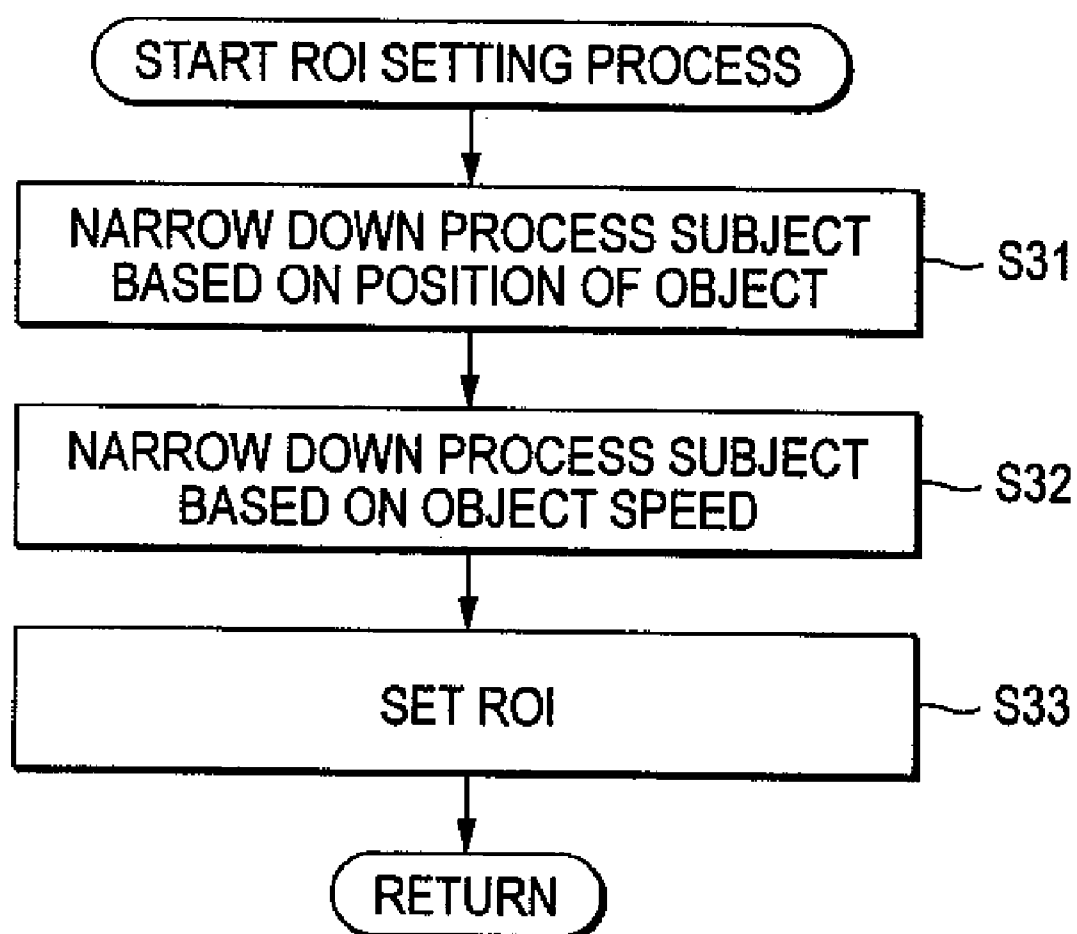 START ROI SETTING PROCESS
NARROW DOWN PROCESS SUBJECT
BASED ON POSITION OF OBJECT
S31
NARROW DOWN PROCESS SUBJECT
BASED ON OBJECT SPEED
S32
SET ROI
S33
RETURN